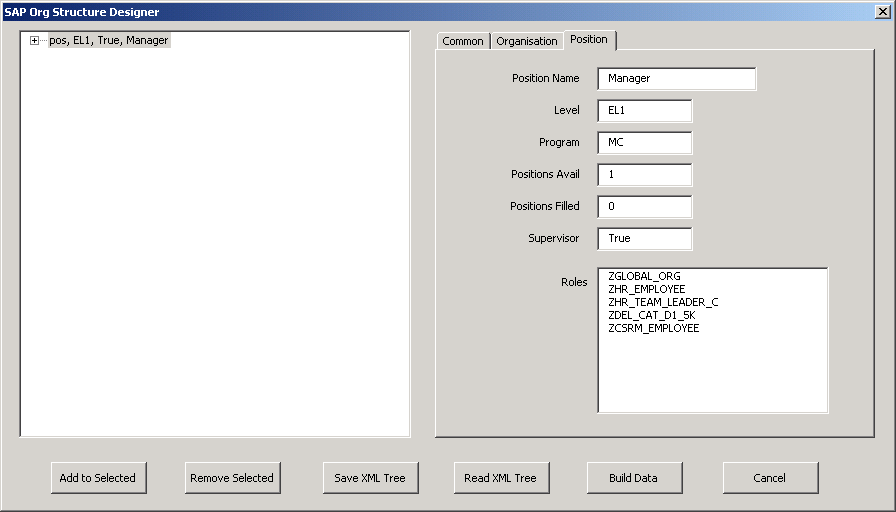 SAP Org Structure Designer
pos, EL1, True, Manager
Common Organisation Position
Position Name Manager
Level EL1
Program MC
Positions Avail 1
Positions Filled 0
Supervisor True
Roles ZGLOBAL_ORG
ZHR_EMPLOYEE
ZHR_TEAM_LEADER_C
ZDEL_CAT_D1_5K
ZCSRM_EMPLOYEE
Add to Selected Remove Selected Save XML Tree Read XML Tree Build Data Cancel